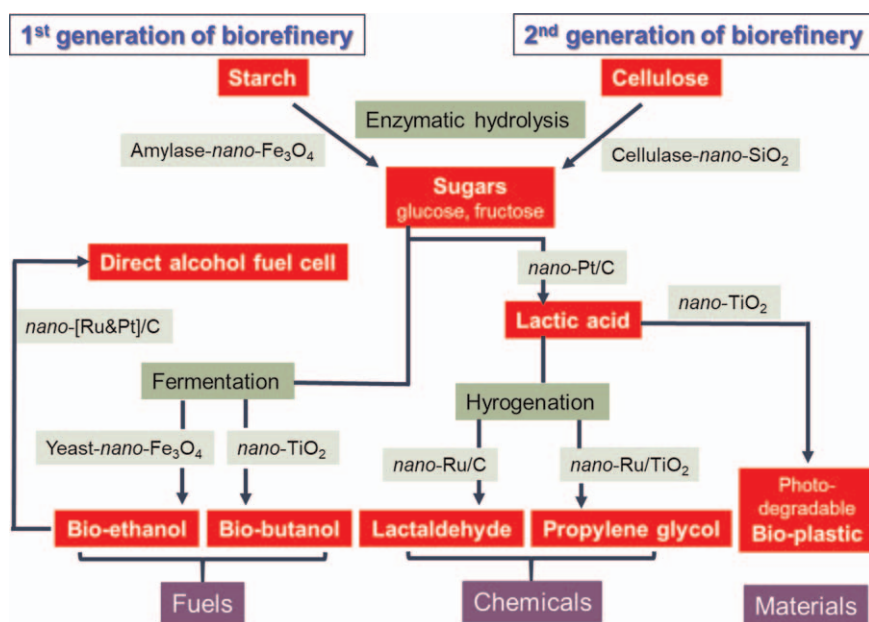 1st generation of biorefinery
2nd generation of biorefinery
Starch
Cellulose
Enzymatic hydrolysis
Amylase-nano-Fe3O4
Cellulase-nano-SiO2
Sugars
glucose, fructose
Direct alcohol fuel cell
nano-Pt/C
nano-TiO2
nano-[Ru&Pt]/C
Lactic acid
Fermentation
Hyrogenation
Yeast-nano-Fe3O4
nano-TiO2
nano-Ru/C
nano-Ru/TiO2
Photo-
degradable
Bio-plastic
Bio-ethanol
Bio-butanol
Lactaldehyde
Propylene glycol
Fuels
Chemicals
Materials